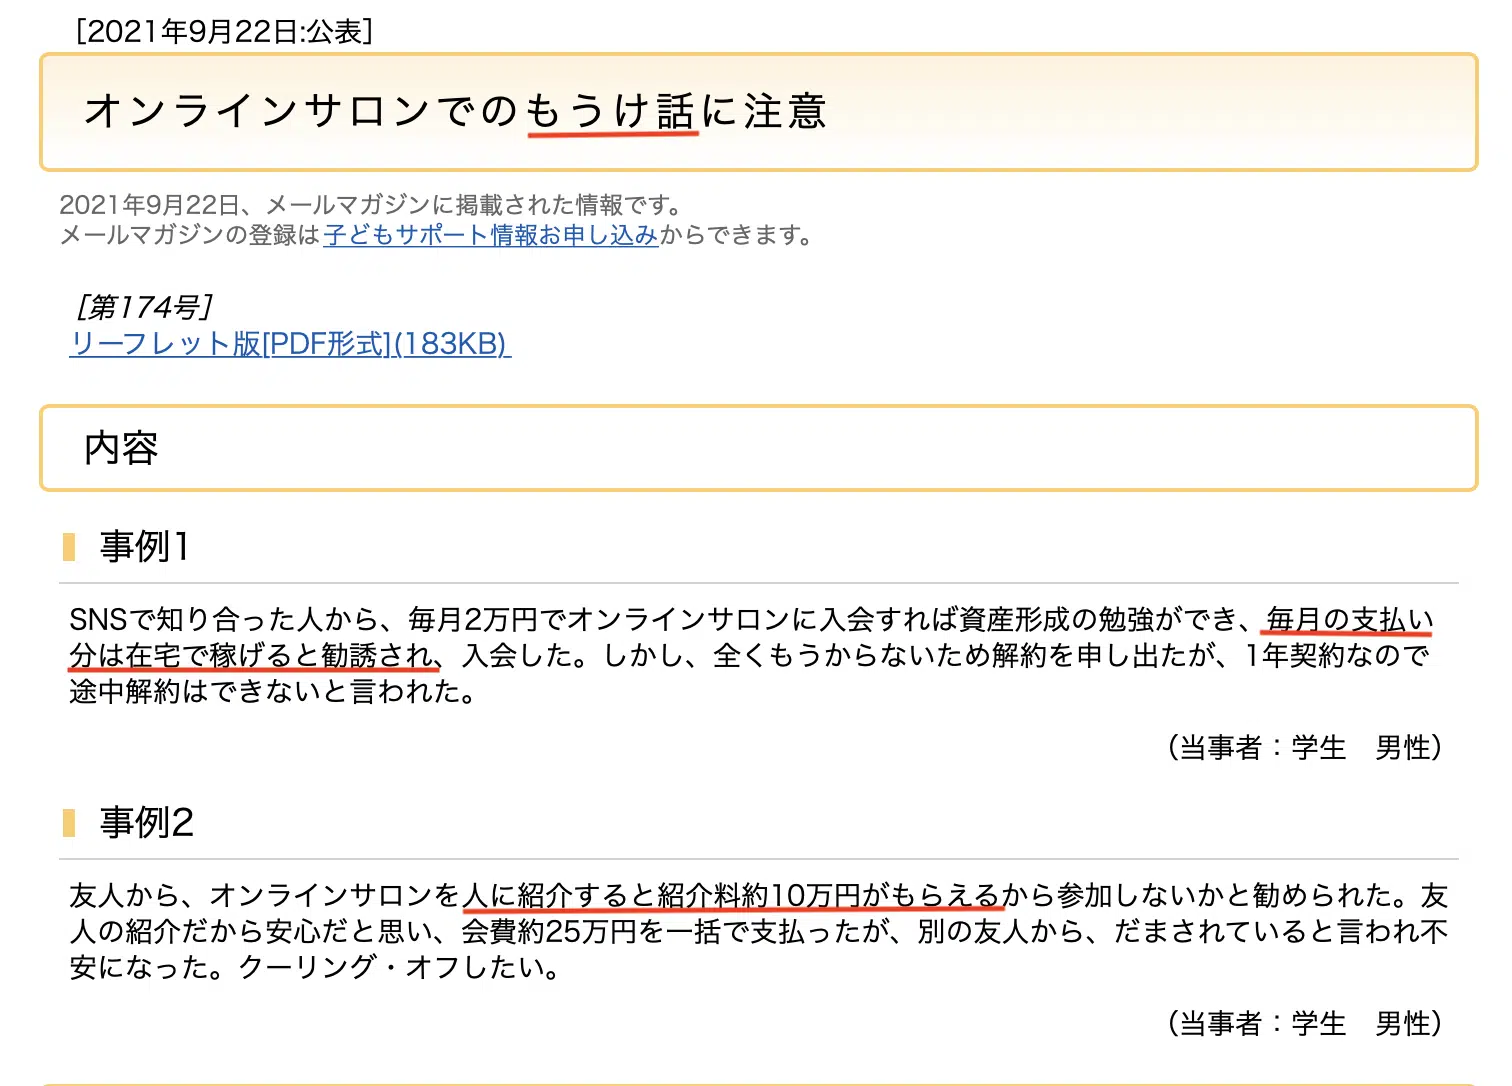 [2021年9月22日:公表]
オンラインサロンでのもうけ話に注意
2021年9月22日、メールマガジンに掲載された情報です。
メールマガジンの登録は子どもサポート情報お申し込みからできます。
[第174号]
リーフレット版[PDF形式](183KB)
内容
事例1
SNSで知り合った人から、毎月2万円でオンラインサロンに入会すれば資産形成の勉強ができ、毎月の支払い
分は在宅で稼げると勧誘され、入会した。しかし、全くもうからないため解約を申し出たが、1年契約なので
途中解約はできないと言われた。
（当事者：学生　男性）
事例2
友人から、オンラインサロンを人に紹介すると紹介料約10万円がもらえるから参加しないかと勧められた。友
人の紹介だから安心だと思い、会費約25万円を一括で支払ったが、別の友人から、だまされていると言われ不
安になった。クーリング・オフしたい。
（当事者：学生　男性）